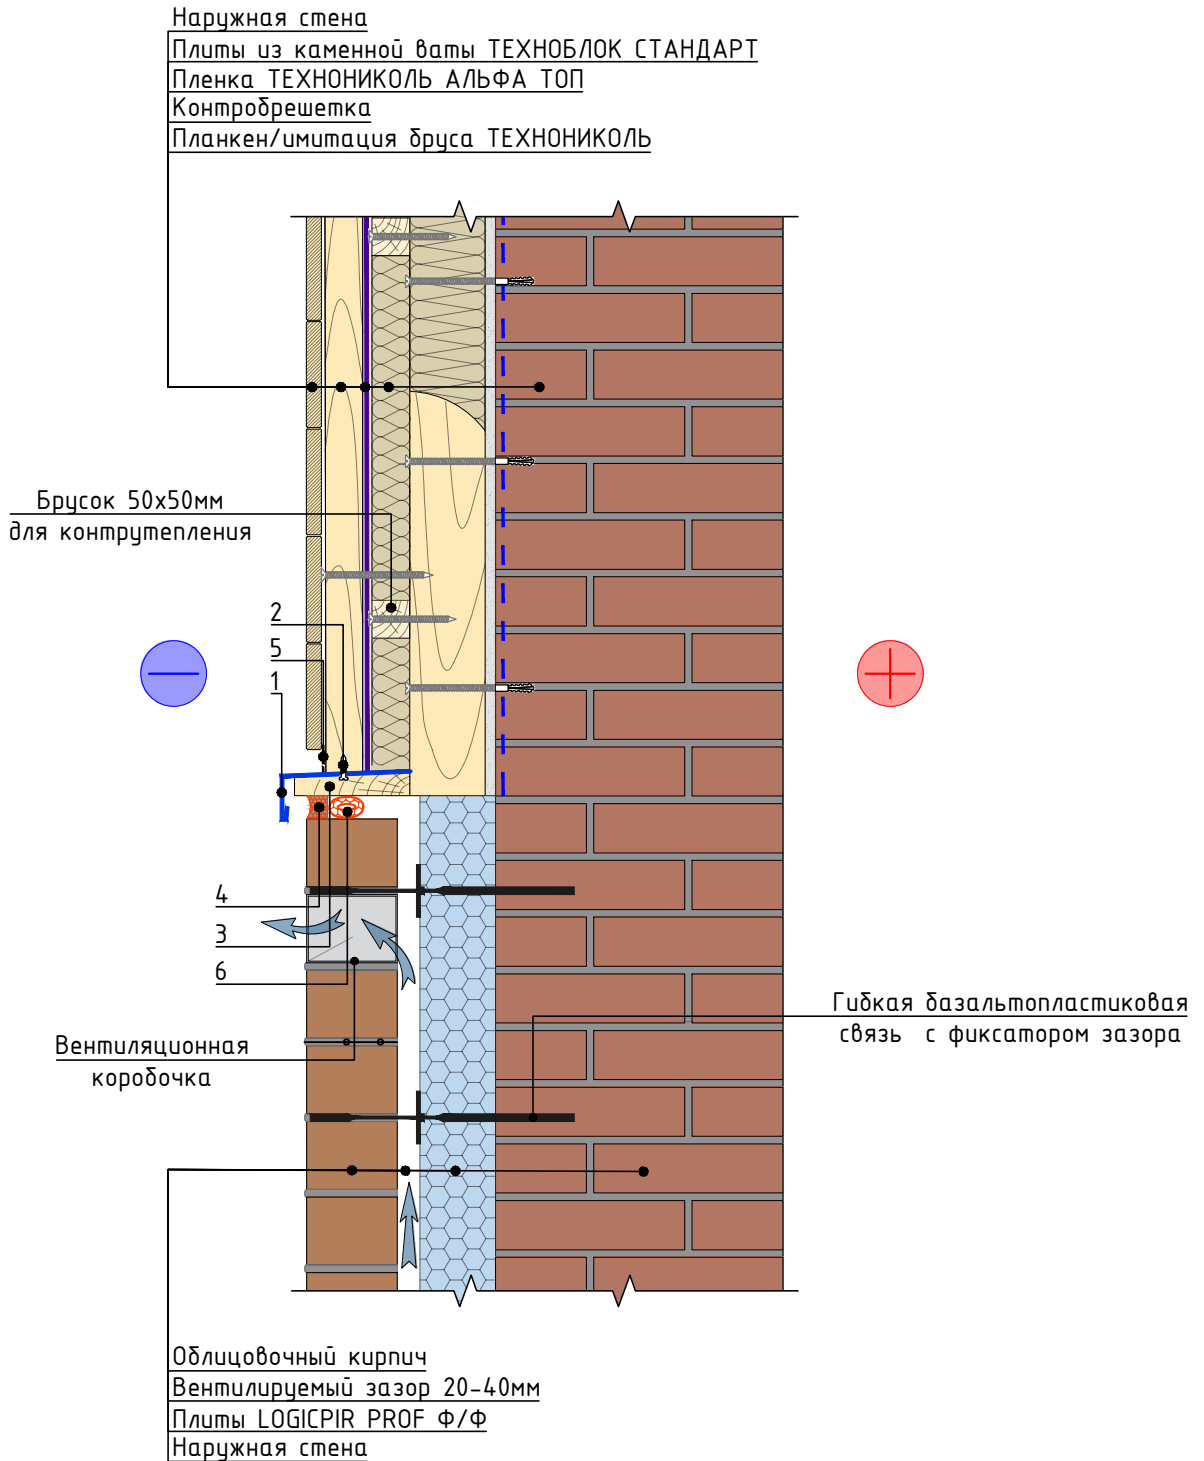 Наружная стена
Плиты из каменной ваты ТЕХНОБЛОК СТАНДАРТ
Пленка ТЕХНОНИКОЛЬ АЛЬФА ТОП
Контробрешетка
Планкен/имитация бруса ТЕХНОНИКОЛЬ
Брусок 50х50мм
для контрутепления
2
5
1
4
3
6
Гибкая базальтопластиковая
связь с фиксатором зазора
Вентиляционная
коробочка
Облицовочный кирпич
Вентилируемый зазор 20-40мм
Плиты LOGICPIR PROF Ф/Ф
Наружная стена